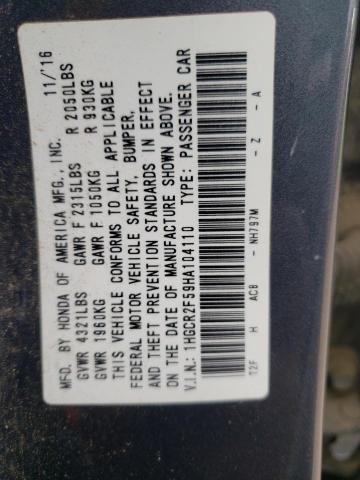 MFD. BY HONDA OF AMERICA MFG., INC. 11/'16
GVWR 4321LBS GAWR F 2315LBS R 2050LBS
GVWR 1960KG GAWR F 1050KG R 930KG
THIS VEHICLE CONFORMS TO ALL APPLICABLE
FEDERAL MOTOR VEHICLE SAFETY, BUMPER,
AND THEFT PREVENTION STANDARDS IN EFFECT
ON THE DATE OF MANUFACTURE SHOWN ABOVE.
V.I.N.: 1HGCR2F59HA104110 TYPE: PASSENGER CAR
T2F H ACB - NH797M - Z - A